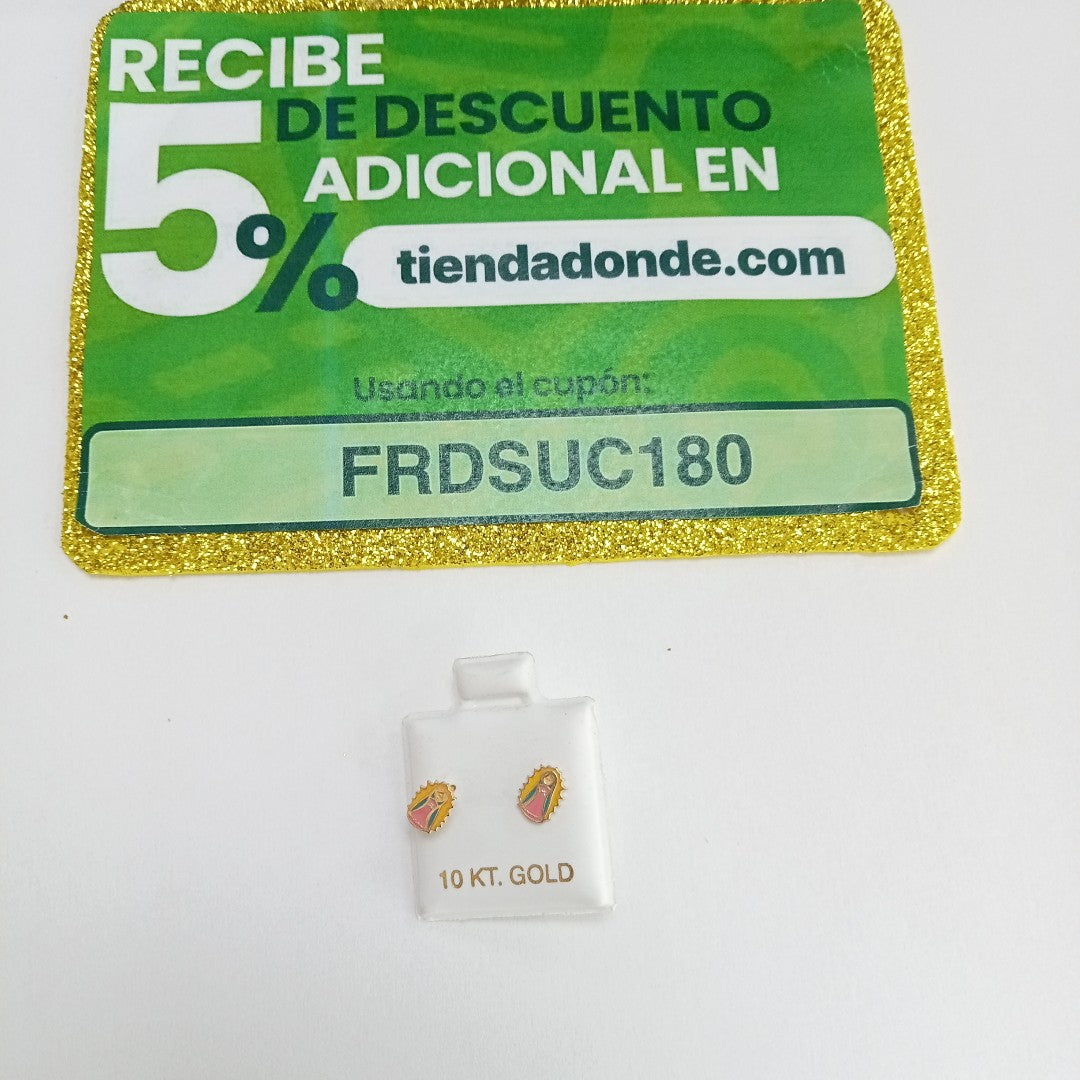 RECIBE
5% DE DESCUENTO
ADICIONAL EN
tiendadonde.com
Usando el cupón:
FRDSUC180
10 KT. GOLD